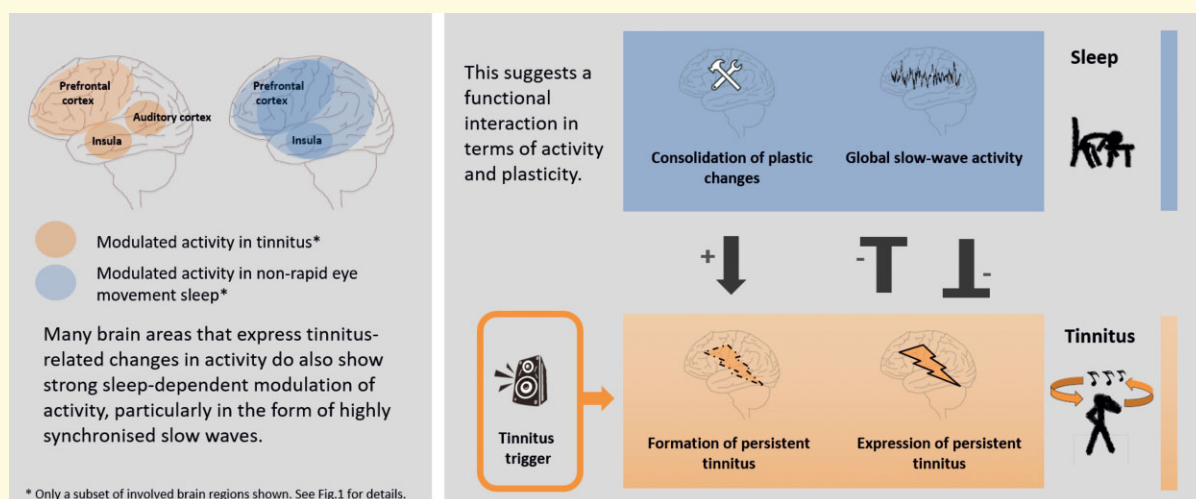 Prefrontal
cortex
Auditory cortex
Insula
Prefrontal
cortex
Insula
Modulated activity in tinnitus*
Modulated activity in non-rapid eye
movement sleep*
Many brain areas that express tinnitus-
related changes in activity do also show
strong sleep-dependent modulation of
activity, particularly in the form of highly
synchronised slow waves.
* Only a subset of involved brain regions shown. See Fig.1 for details.
This suggests a
functional
interaction in
terms of activity
and plasticity.
Consolidation of plastic
changes
Global slow-wave activity
Sleep
+
-
-
Tinnitus
trigger
Formation of persistent
tinnitus
Expression of persistent
tinnitus
Tinnitus